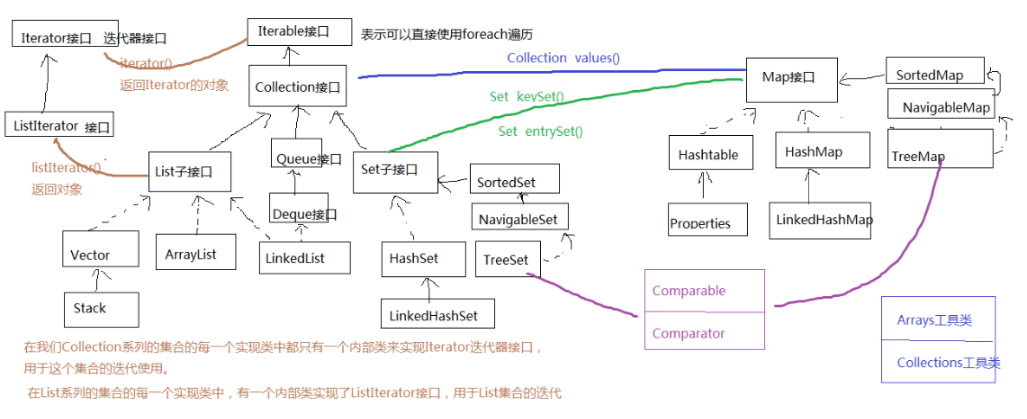 Iterator接口 迭代器接口
Iterable接口
表示可以直接使用foreach遍历
iterator()
返回Iterator的对象
Collection values()
Collection接口
Map接口
SortedMap
Set keySet()
NavigableMap
ListIterator 接口
Set entrySet()
Queue接口
Hashtable
HashMap
TreeMap
listIterator()
返回对象
List子接口
Set子接口
SortedSet
Deque接口
NavigableSet
Properties
LinkedHashMap
Vector
ArrayList
LinkedList
HashSet
TreeSet
Comparable
Stack
LinkedHashSet
Comparator
Arrays工具类
Collections工具类
在我们Collection系列的集合的每一个实现类中都只有一个内部类来实现Iterator迭代器接口，
用于这个集合的迭代使用。
在List系列的集合的每一个实现类中，有一个内部类实现了ListIterator接口，用于List集合的迭代